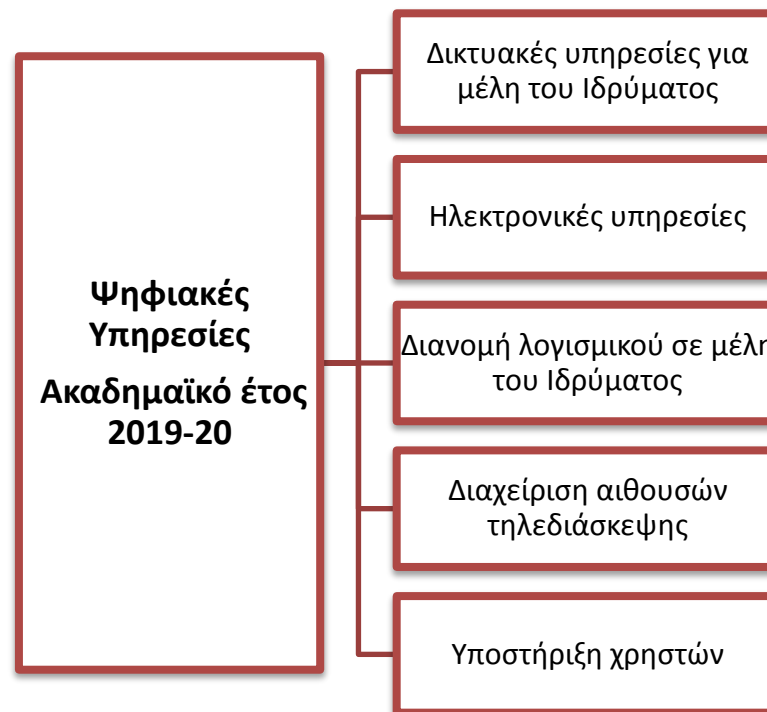 Ψηφιακές
Υπηρεσίες
Ακαδημαϊκό έτος
2019-20
Δικτυακές υπηρεσίες για
μέλη του Ιδρύματος
Ηλεκτρονικές υπηρεσίες
Διανομή λογισμικού σε μέλη
του Ιδρύματος
Διαχείριση αιθουσών
τηλεδιάσκεψης
Υποστήριξη χρηστών